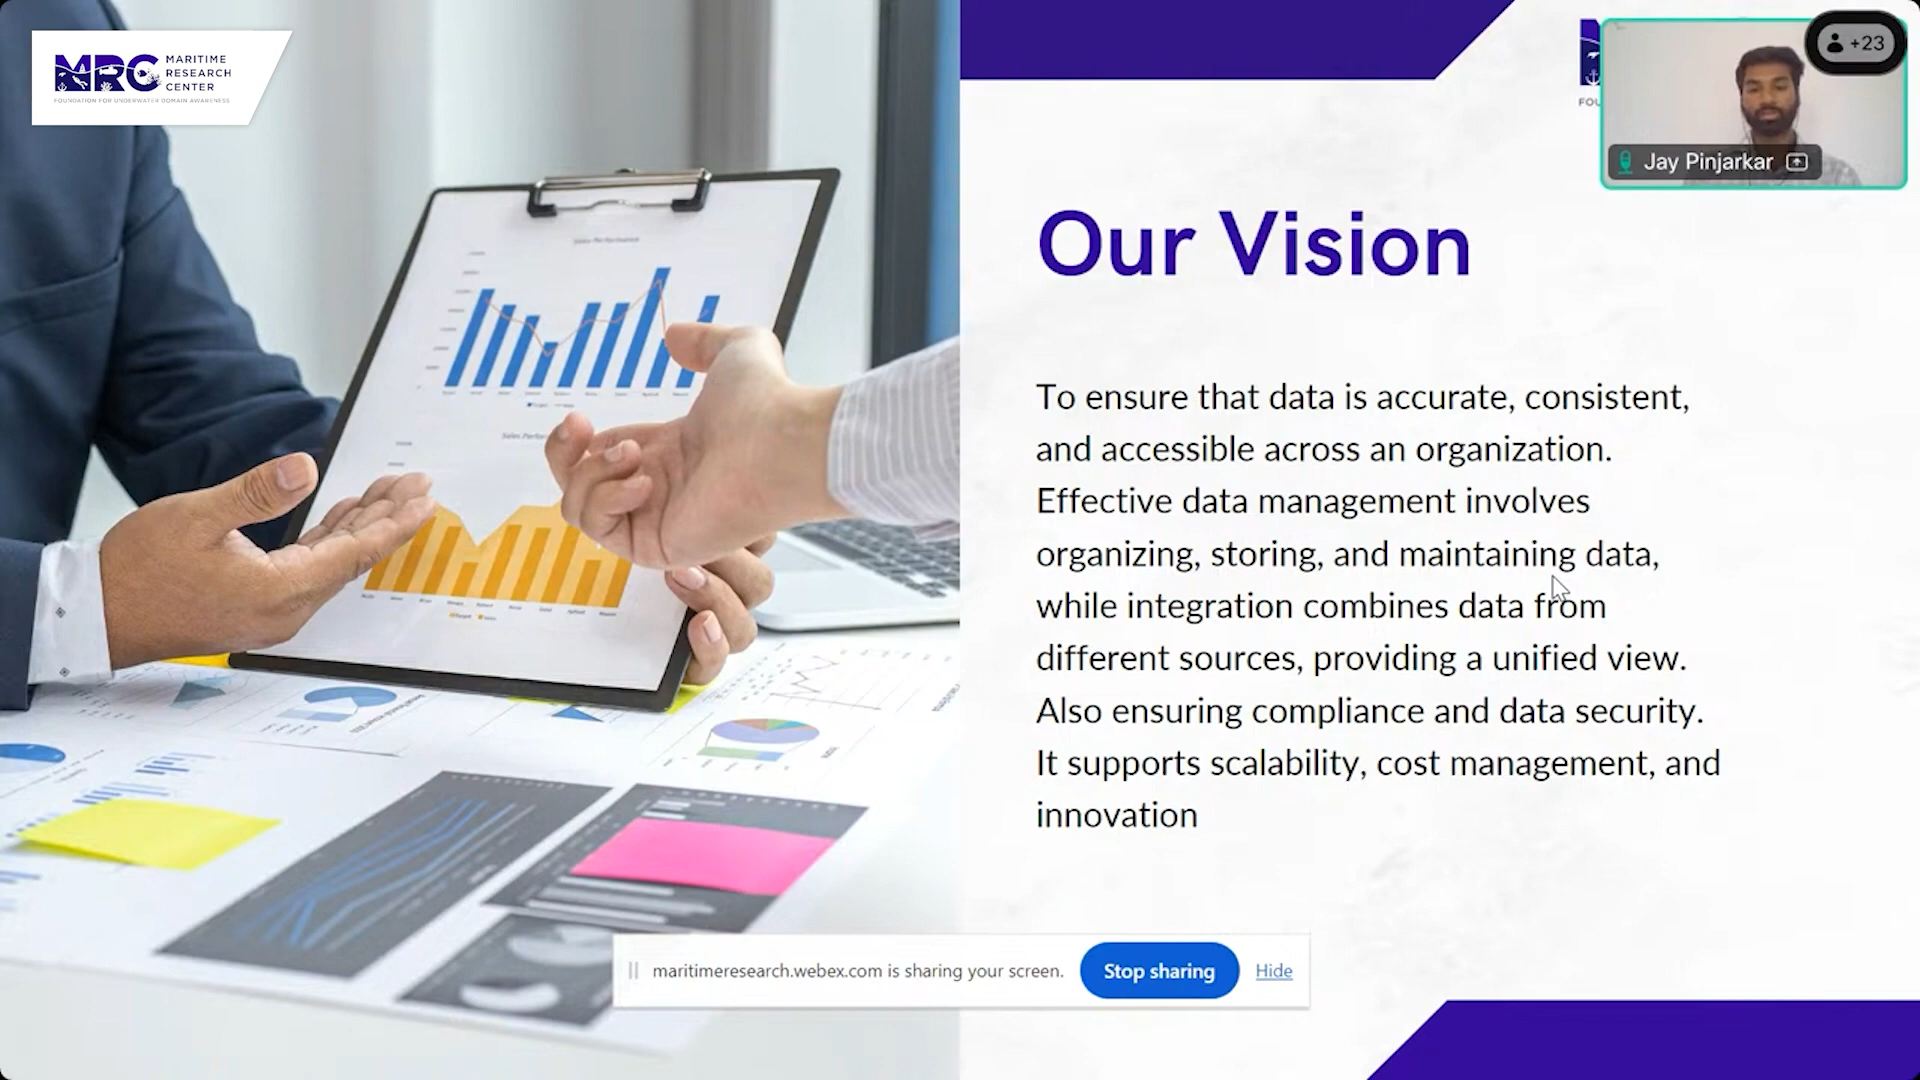 MRC
MARITIME
RESEARCH
CENTER
FOUNDATION FOR UNDERWATER DOMAIN AWARENESS
+23
FOU
Jay Pinjarkar
Our Vision
Sales Performance
To ensure that data is accurate, consistent,
and accessible across an organization.
Effective data management involves
organizing, storing, and maintaining data,
while integration combines data from
different sources, providing a unified view.
Also ensuring compliance and data security.
It supports scalability, cost management, and
innovation
maritimeresearch.webex.com is sharing your screen.
Stop sharing
Hide